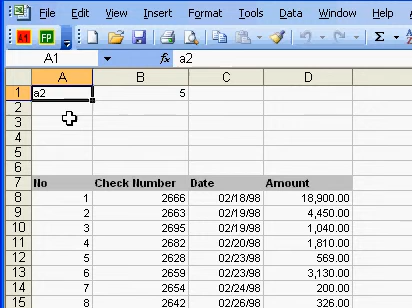 File Edit View Insert Format Tools Data Window Help
A1 FP
A1 fx a2
A B C D
1 a2 5
2
3
4
5
6
7 No Check Number Date Amount
8 1 2666 02/18/98 18,900.00
9 2 2663 02/19/98 4,450.00
10 3 2695 02/19/98 1,040.00
11 4 2682 02/20/98 1,810.00
12 5 2628 02/23/98 569.00
13 6 2659 02/23/98 3,130.00
14 7 2654 02/24/98 200.00
15 8 2642 02/26/98 326.00